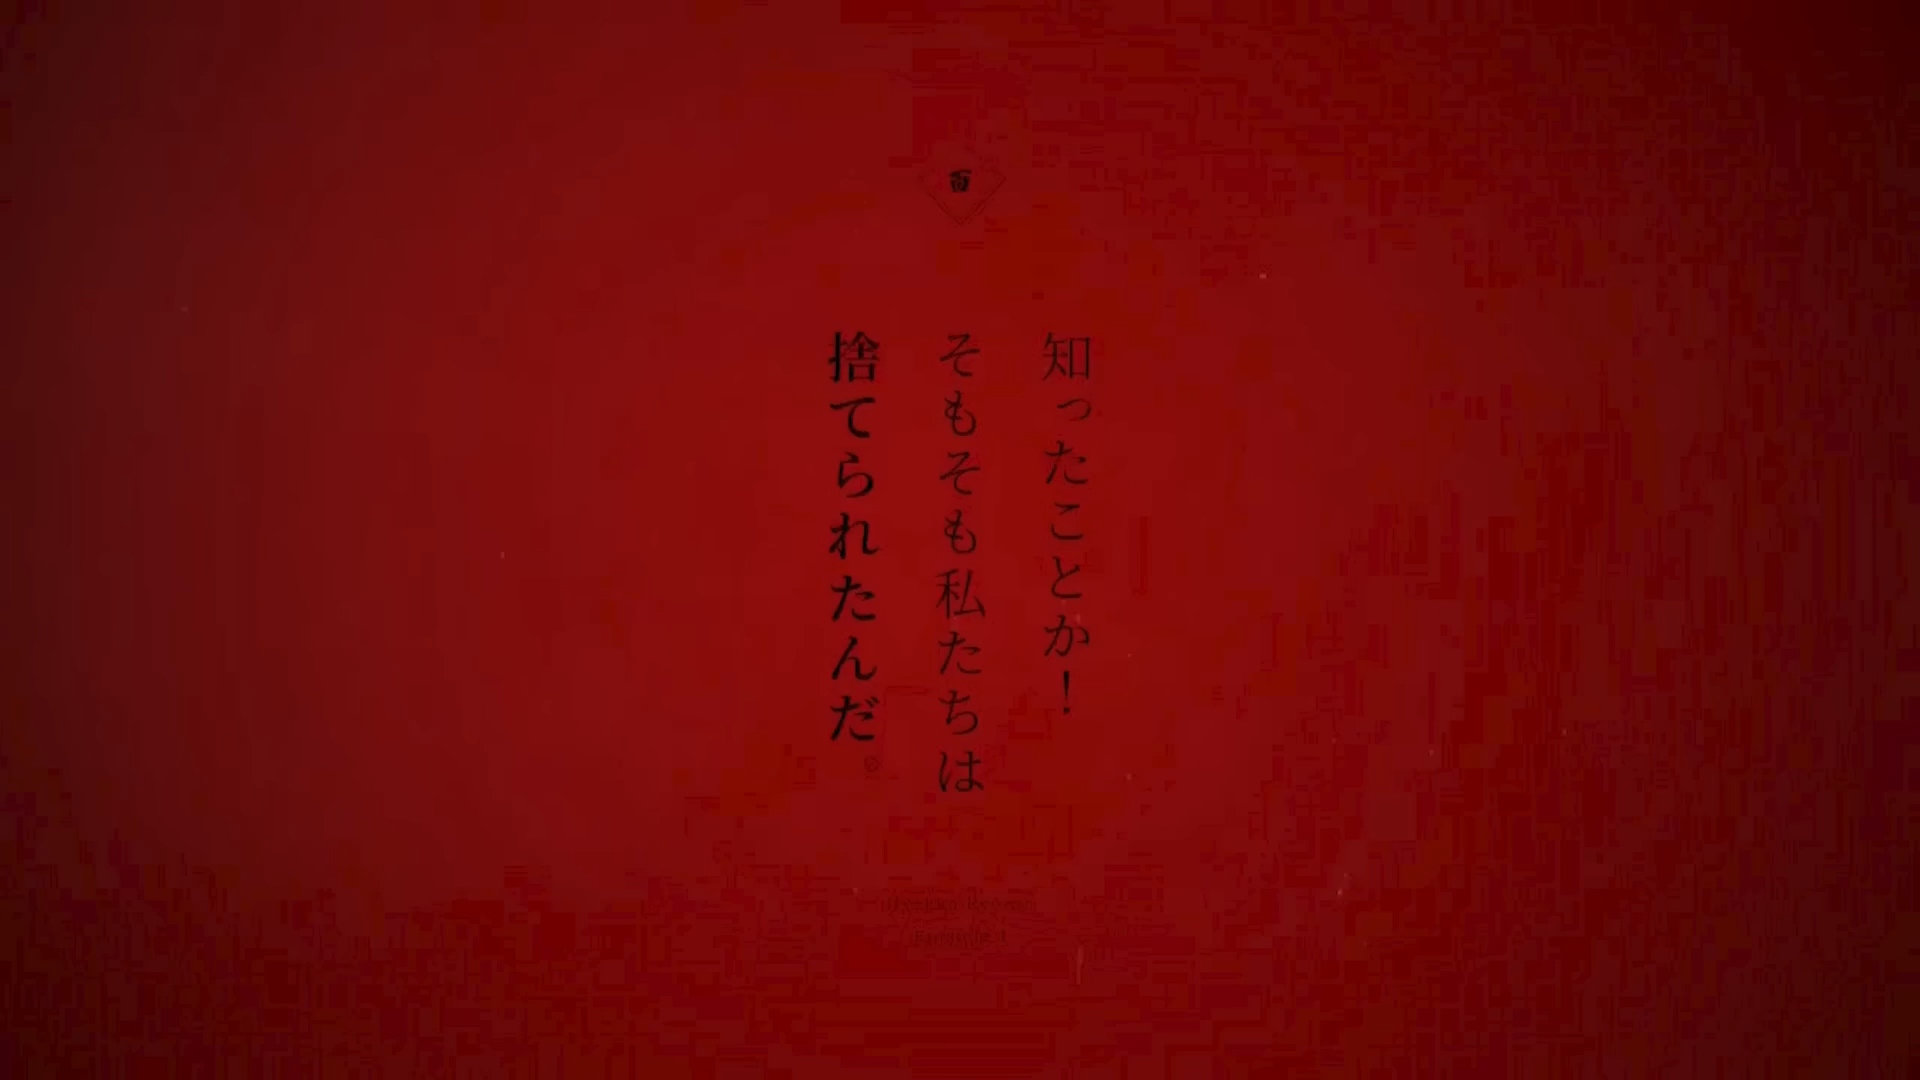 知ったことか！
そもそも私たちは
捨てられたんだ。